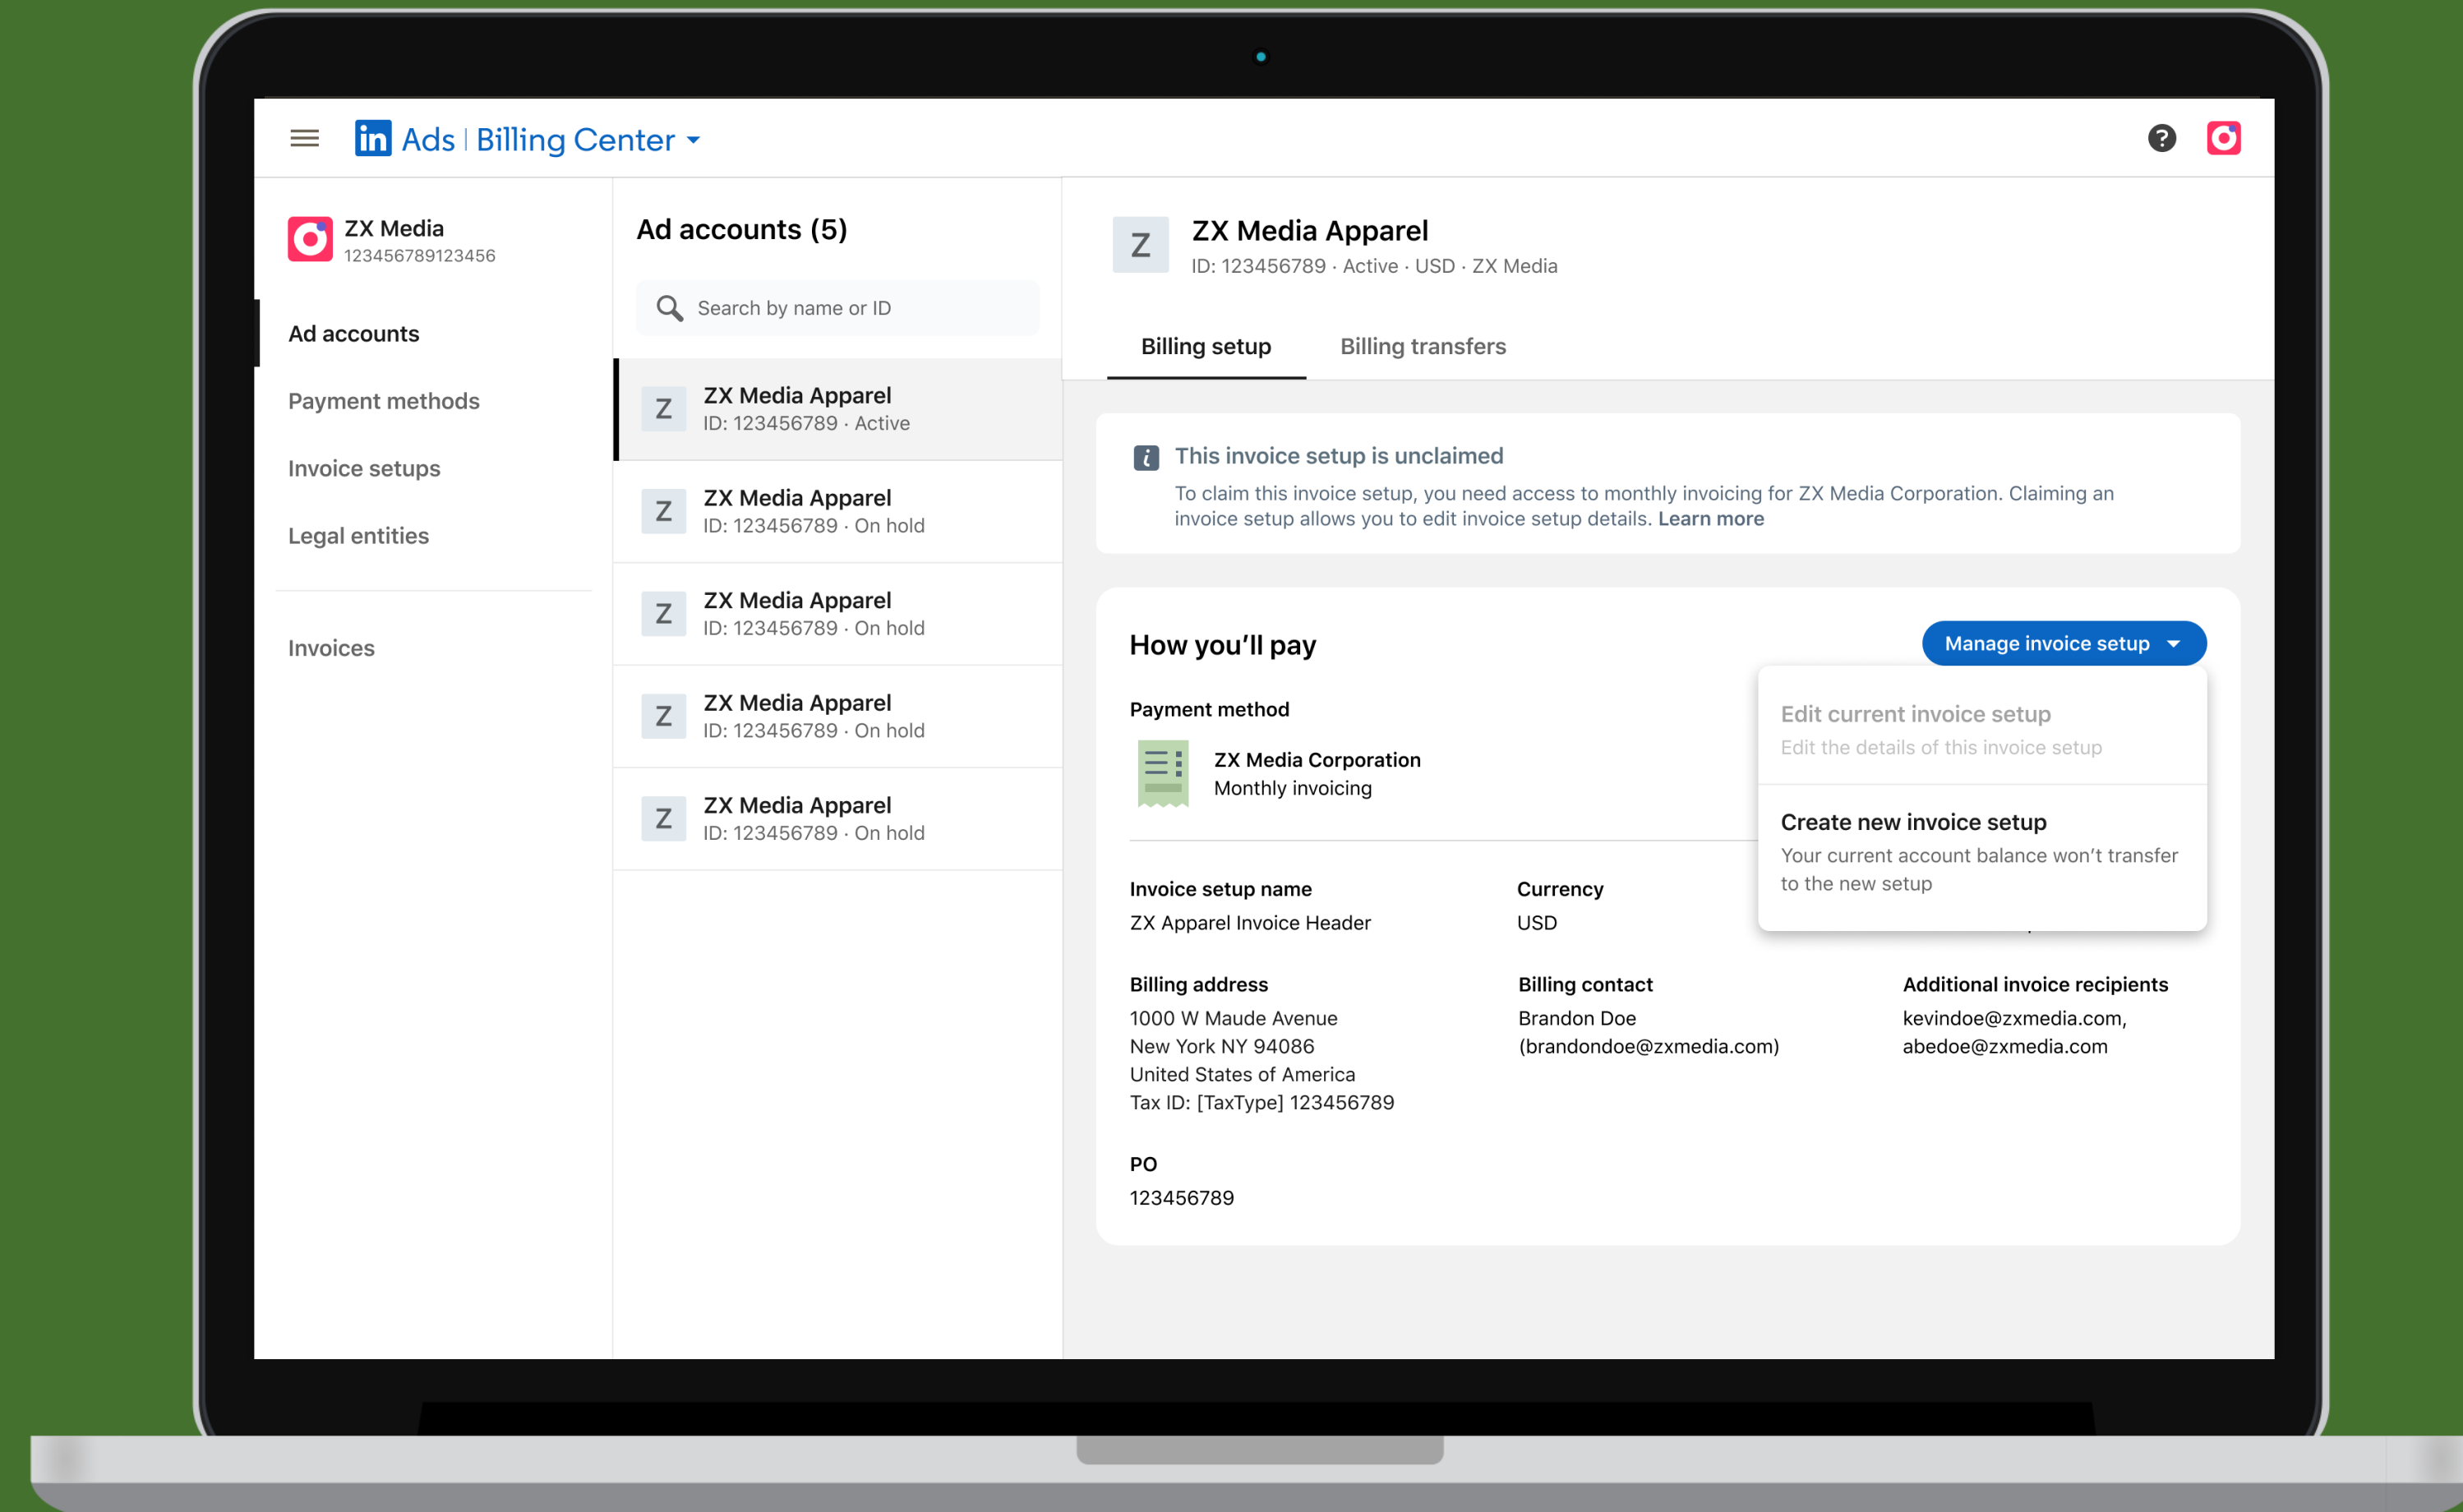 in Ads | Billing Center
?
ZX Media
123456789123456
Ad accounts
Payment methods
Invoice setups
Legal entities
Invoices
Ad accounts (5)
Search by name or ID
Z
ZX Media Apparel
ID: 123456789 · Active
Z
ZX Media Apparel
ID: 123456789 · On hold
Z
ZX Media Apparel
ID: 123456789 · On hold
Z
ZX Media Apparel
ID: 123456789 · On hold
Z
ZX Media Apparel
ID: 123456789 · On hold
Z
ZX Media Apparel
ID: 123456789 · Active · USD · ZX Media
Billing setup
Billing transfers
i
This invoice setup is unclaimed
To claim this invoice setup, you need access to monthly invoicing for ZX Media Corporation. Claiming an
invoice setup allows you to edit invoice setup details. Learn more
How you’ll pay
Manage invoice setup
Edit current invoice setup
Edit the details of this invoice setup
Create new invoice setup
Your current account balance won’t transfer
to the new setup
Payment method
ZX Media Corporation
Monthly invoicing
Invoice setup name
ZX Apparel Invoice Header
Currency
USD
Billing address
1000 W Maude Avenue
New York NY 94086
United States of America
Tax ID: [TaxType] 123456789
Billing contact
Brandon Doe
(brandondoe@zxmedia.com)
Additional invoice recipients
kevindoe@zxmedia.com,
abedoe@zxmedia.com
PO
123456789